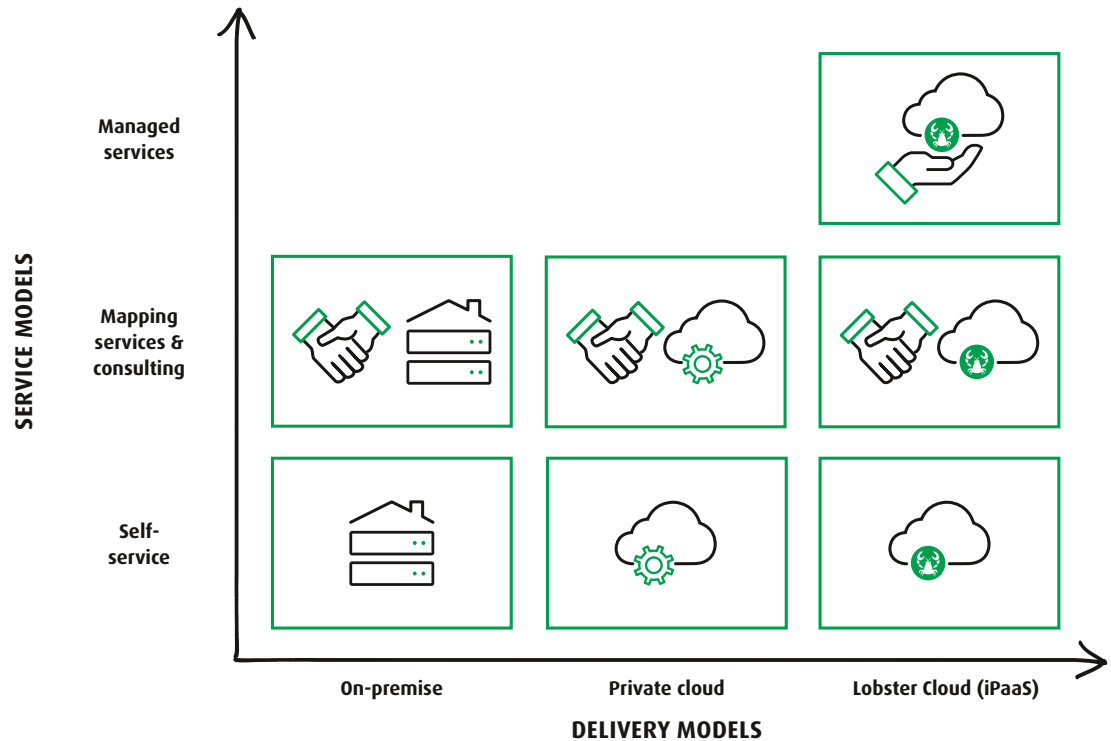 Managed
services
SERVICE MODELS
Mapping
services &
consulting
Self-
service
On-premise
Private cloud
Lobster Cloud (iPaaS)
DELIVERY MODELS